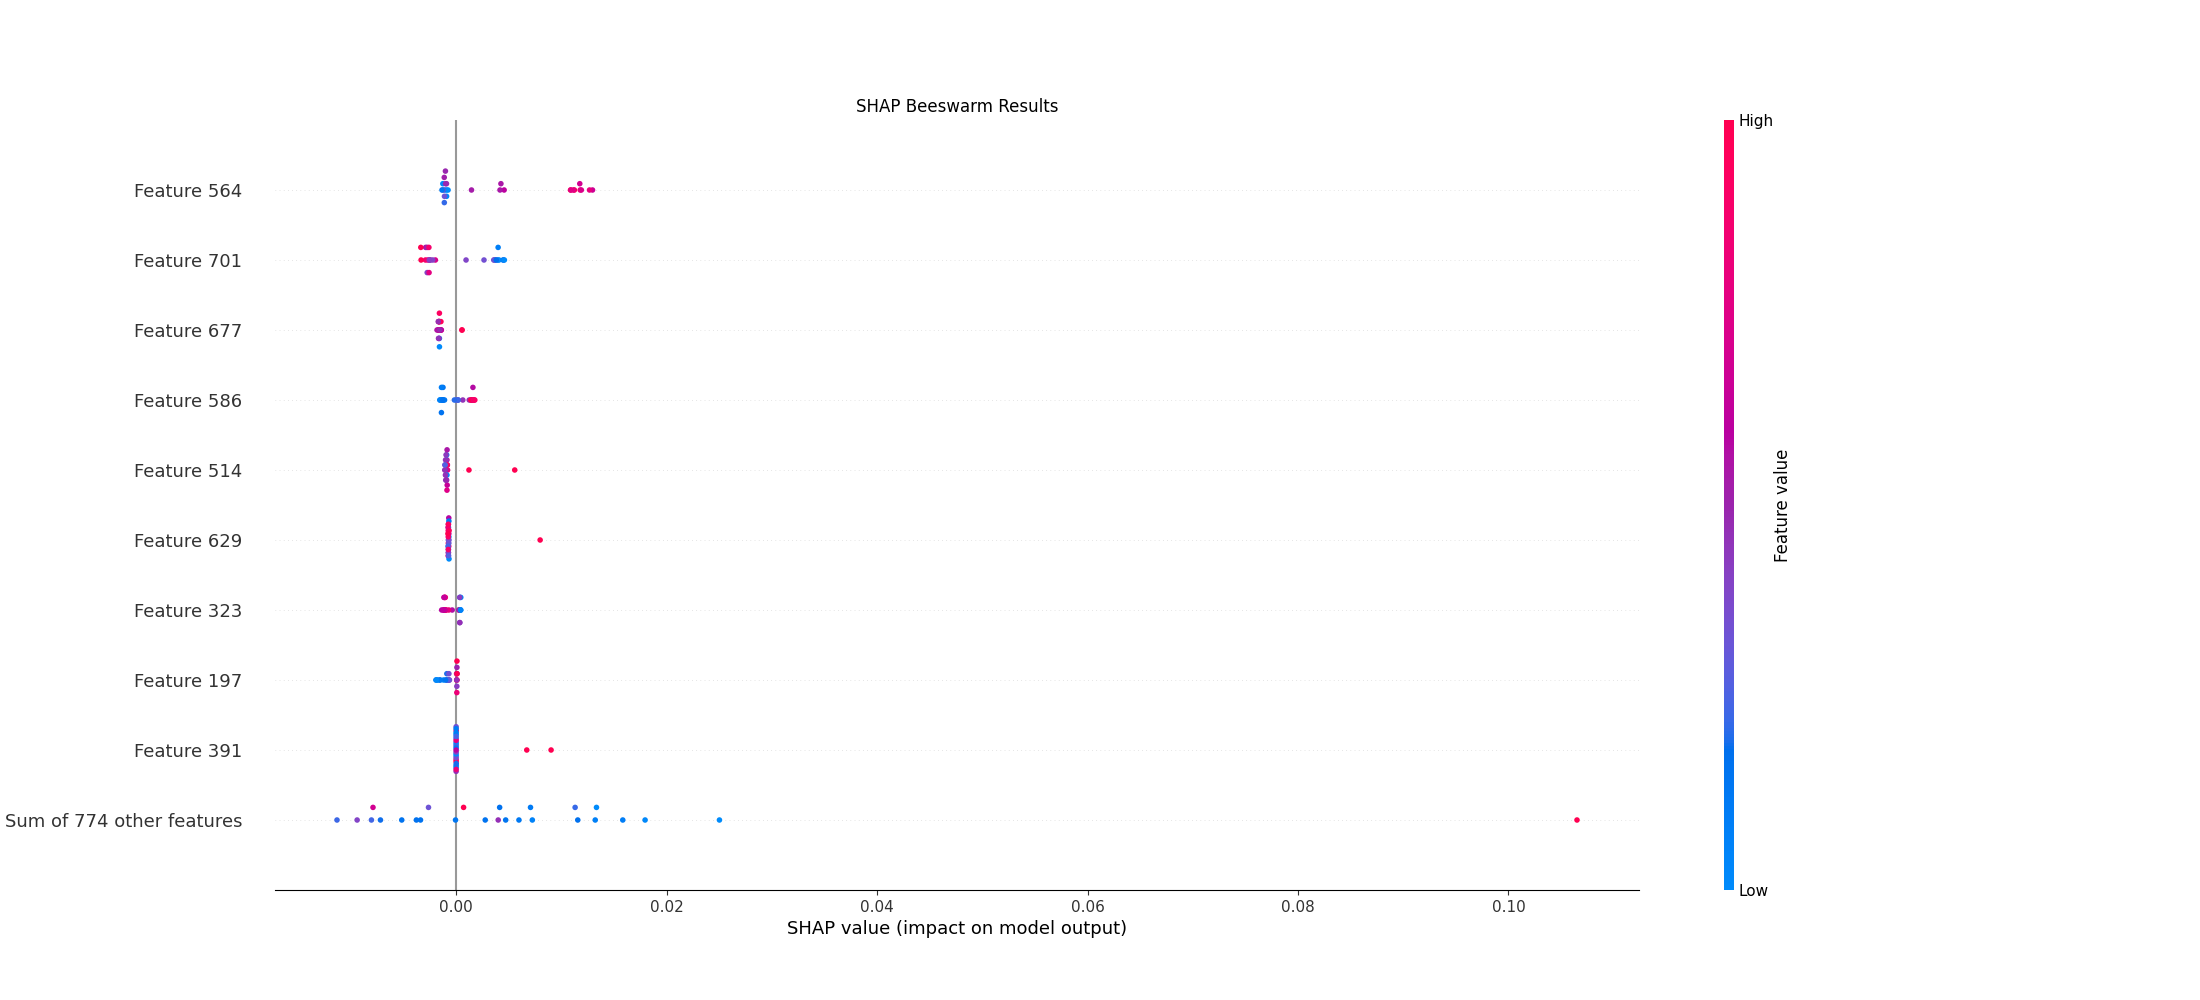 SHAP Beeswarm Results
High
Feature 564
Feature 701
Feature 677
Feature 586
Feature 514
Feature 629
Feature 323
Feature 197
Feature 391
Sum of 774 other features
Feature value
Low
0.00 0.02 0.04 0.06 0.08 0.10
SHAP value (impact on model output)